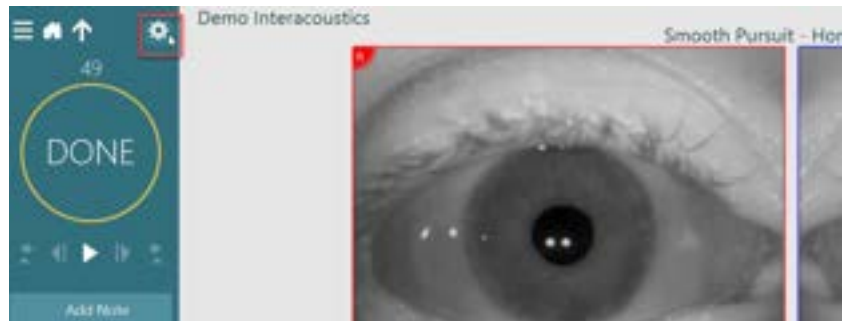 Demo Interacoustics
Smooth Pursuit - Hor
49
DONE
Add Note